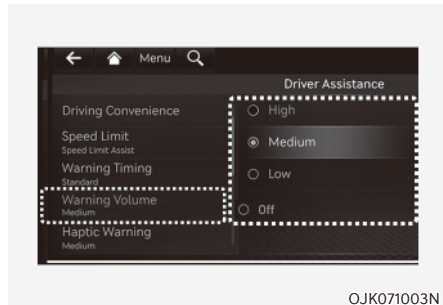 Menu
Driver Assistance
Driving Convenience
Speed Limit
Speed Limit Assist
Warning Timing
Standard
Warning Volume
Medium
Haptic Warning
Medium
High
Medium
Low
Off
OJK071003N